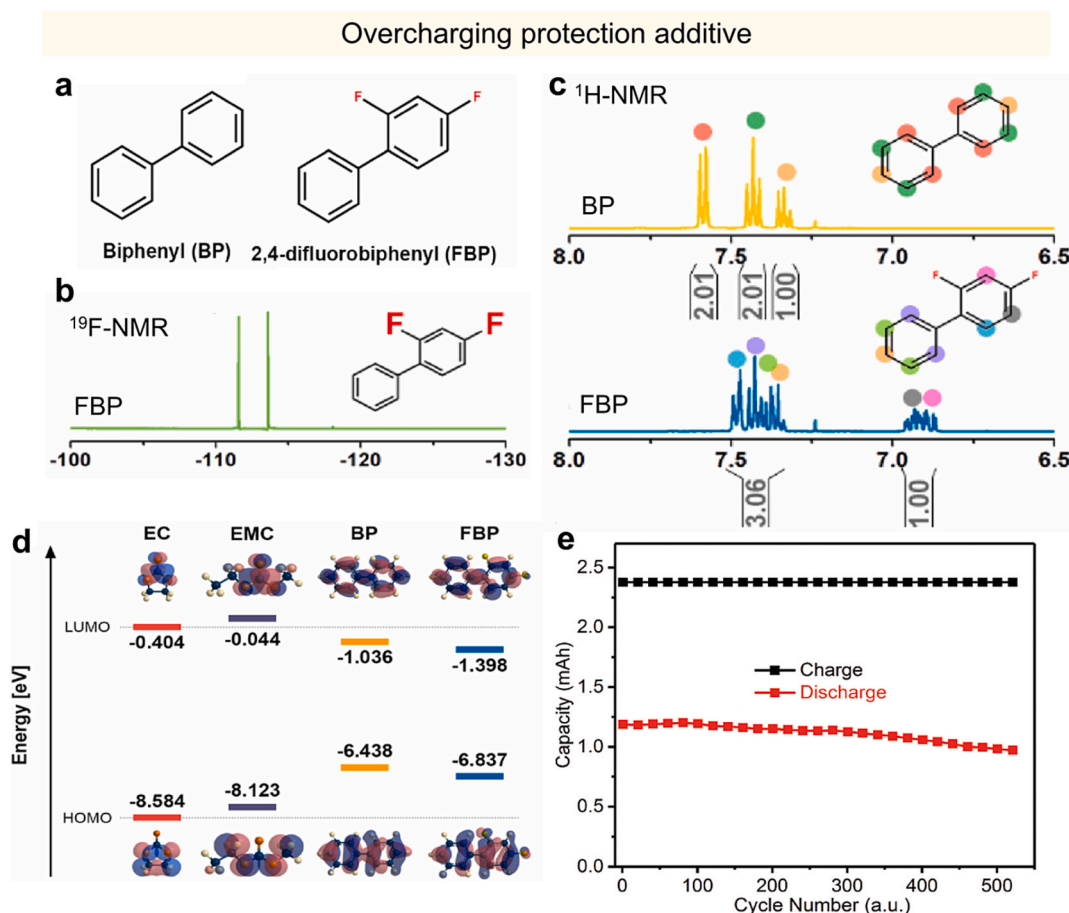 Overcharging protection additive
a
F
F
Biphenyl (BP)
2,4-difluorobiphenyl (FBP)
b
19F-NMR
F
F
FBP
-100 -110 -120 -130
c
1H-NMR
BP
8.0 7.5 7.0 6.5
2.01 2.01 1.00
F
F
FBP
8.0 7.5 7.0 6.5
3.06 1.00
d
EC EMC BP FBP
Energy [eV]
LUMO
-0.404 -0.044 -1.036 -1.398
-6.438 -6.837
-8.584 -8.123
HOMO
e
Capacity (mAh)
2.5
2.0
1.5
1.0
0.5
0.0
Charge
Discharge
0 100 200 300 400 500
Cycle Number (a.u.)